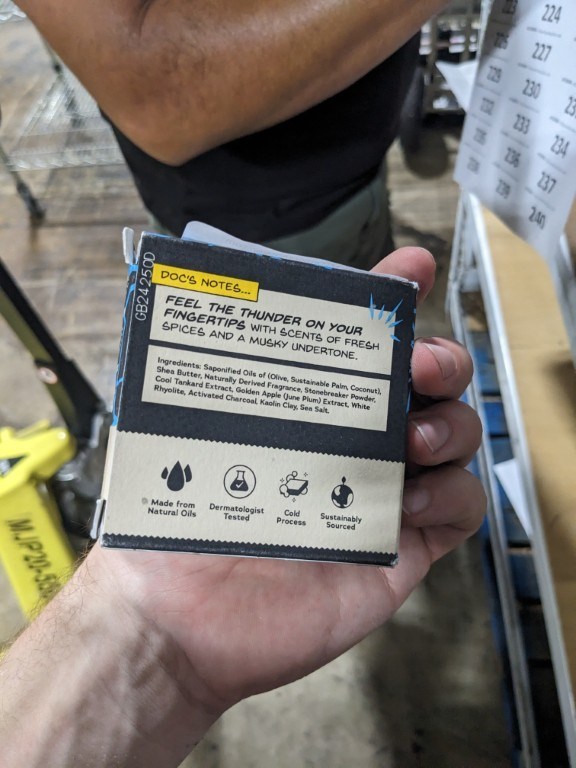 GB24250D
DOC'S NOTES...
FEEL THE THUNDER ON YOUR
FINGERTIPS WITH SCENTS OF FRESH
SPICES AND A MUSKY UNDERTONE.
Ingredients: Saponified Oils of (Olive, Sustainable Palm, Coconut),
Shea Butter, Naturally Derived Fragrance, Stonebreaker Powder,
Cool Tankard Extract, Golden Apple (June Plum) Extract, White
Rhyolite, Activated Charcoal, Kaolin Clay, Sea Salt.
Made from
Natural Oils
Dermatologist
Tested
Cold
Process
Sustainably
Sourced
224
227
229 230
233
234
236
237
239
240